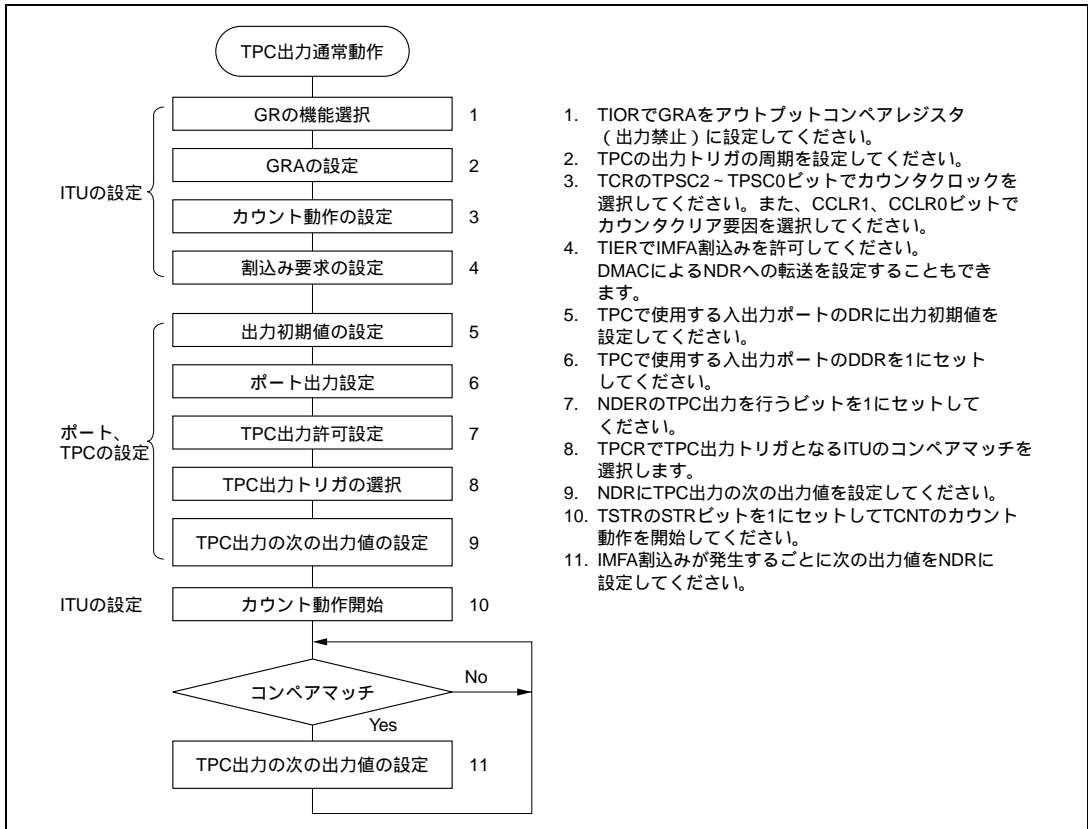 TPC出力通常動作
ITUの設定
GRの機能選択 1
GRAの設定 2
カウント動作の設定 3
割込み要求の設定 4
ポート、
TPCの設定
出力初期値の設定 5
ポート出力設定 6
TPC出力許可設定 7
TPC出力トリガの選択 8
TPC出力の次の出力値の設定 9
ITUの設定
カウント動作開始 10
コンペアマッチ
No
Yes
TPC出力の次の出力値の設定 11
1. TIORでGRAをアウトプットコンペアレジスタ
（出力禁止）に設定してください。
2. TPCの出力トリガの周期を設定してください。
3. TCRのTPSC2～TPSC0ビットでカウンタクロックを
選択してください。また、CCLR1、CCLR0ビットで
カウンタクリア要因を選択してください。
4. TIERでIMFA割込みを許可してください。
DMACによるNDRへの転送を設定することもでき
ます。
5. TPCで使用する入出力ポートのDRに出力初期値を
設定してください。
6. TPCで使用する入出力ポートのDDRを1にセット
してください。
7. NDERのTPC出力を行うビットを1にセットして
ください。
8. TPCRでTPC出力トリガとなるITUのコンペアマッチを
選択します。
9. NDRにTPC出力の次の出力値を設定してください。
10. TSTRのSTRビットを1にセットしてTCNTのカウント
動作を開始してください。
11. IMFA割込みが発生するごとに次の出力値をNDRに
設定してください。